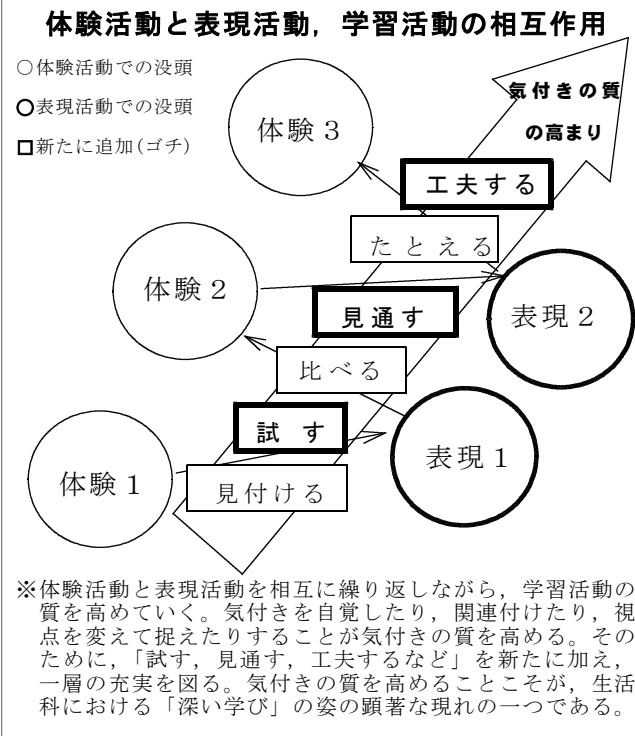 体験活動と表現活動，学習活動の相互作用
○体験活動での没頭
○表現活動での没頭
□新たに追加(ゴチ)
気付きの質
の高まり
体験３
工夫する
たとえる
体験２
表現２
見通す
比べる
試　す
表現１
体験１
見付ける
※体験活動と表現活動を相互に繰り返しながら，学習活動の
質を高めていく。気付きを自覚したり，関連付けたり，視
点を変えて捉えたりすることが気付きの質を高める。その
ために，「試す，見通す，工夫するなど」を新たに加え，
一層の充実を図る。気付きの質を高めることこそが，生活
科における「深い学び」の姿の顕著な現れの一つである。